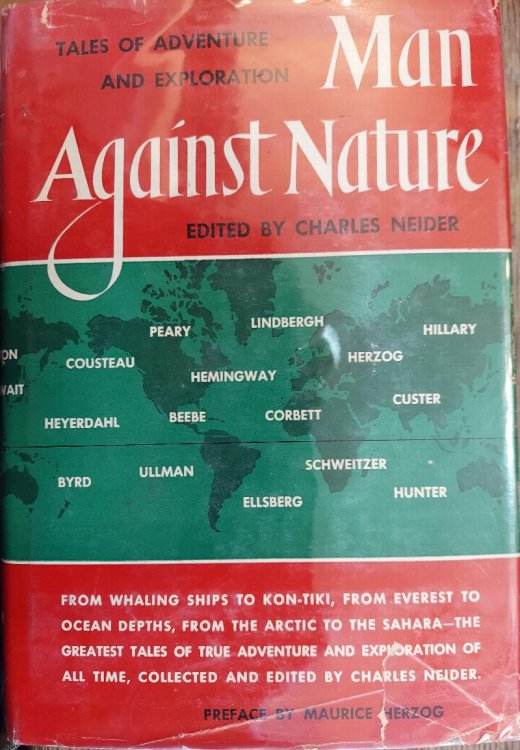 TALES OF ADVENTURE
AND EXPLORATION
Man
Against Nature
EDITED BY CHARLES NEIDER
PEARY
LINDBERGH
HILLARY
ON
COUSTEAU
HERZOG
WAIT
HEMINGWAY
CUSTER
HEYERDAHL
BEEBE
CORBETT
BYRD
ULLMAN
SCHWEITZER
ELLSBERG
HUNTER
FROM WHALING SHIPS TO KON-TIKI, FROM EVEREST TO
OCEAN DEPTHS, FROM THE ARCTIC TO THE SAHARA—THE
GREATEST TALES OF TRUE ADVENTURE AND EXPLORATION OF
ALL TIME, COLLECTED AND EDITED BY CHARLES NEIDER.
PREFACE BY MAURICE HERZOG